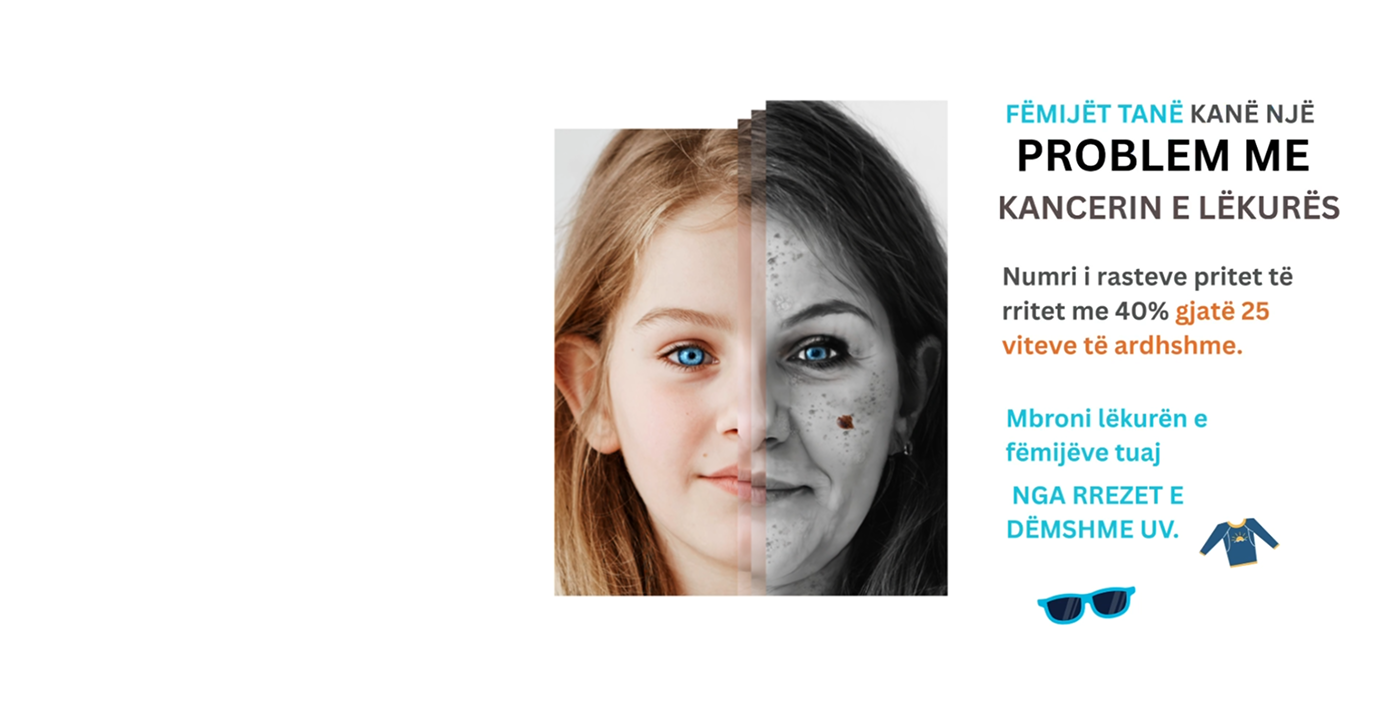 FËMIJËT TANË KANË NJË
PROBLEM ME
KANCERIN E LËKURËS
Numri i rasteve pritet të
rritet me 40% gjatë 25
viteve të ardhshme.
Mbroni lëkurën e
fëmijëve tuaj
NGA RREZET E
DËMSHME UV.